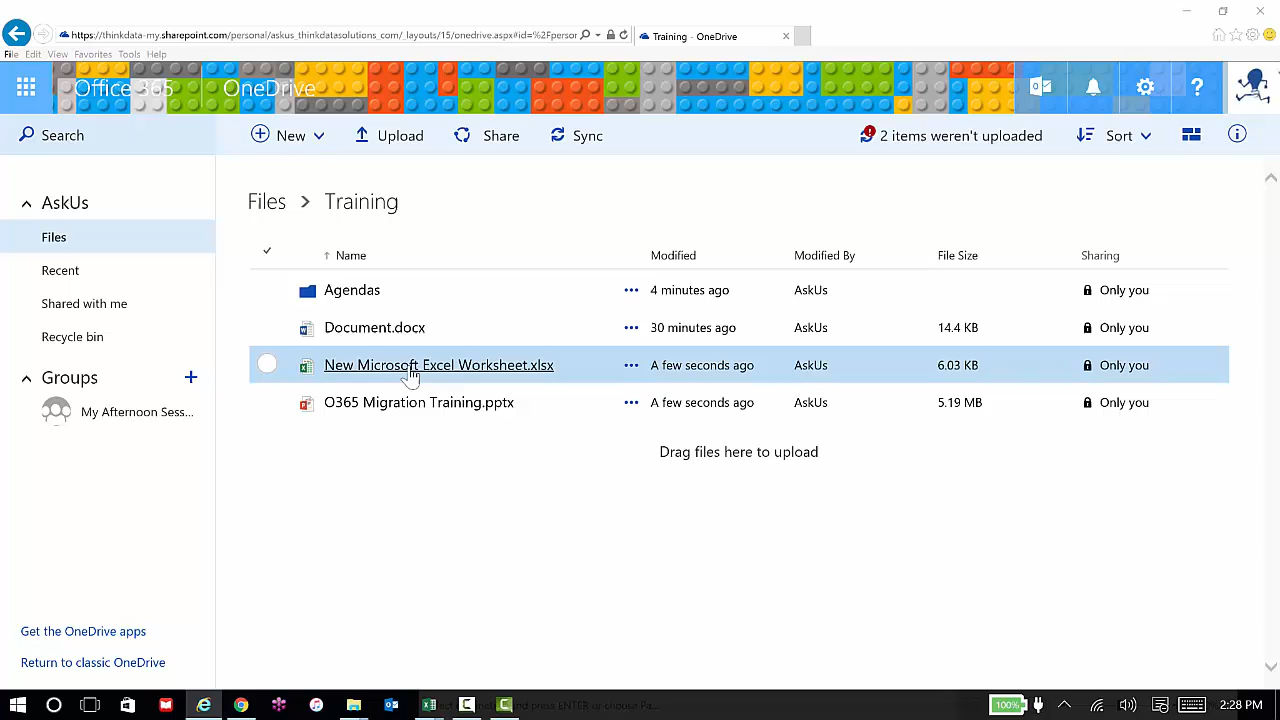 https://thinkdata-my.sharepoint.com/personal/askus_thinkdatasolutions_com/_layouts/15/onedrive.aspx#id=%2Fperson
Training - OneDrive
File Edit View Favorites Tools Help
Office 365 OneDrive
Search
New Upload Share Sync
2 items weren't uploaded Sort
AskUs
Files
Recent
Shared with me
Recycle bin
Groups
My Afternoon Sess...
Get the OneDrive apps
Return to classic OneDrive
Files > Training
Name Modified Modified By File Size Sharing
Agendas 4 minutes ago AskUs Only you
Document.docx 30 minutes ago AskUs 14.4 KB Only you
New Microsoft Excel Worksheet.xlsx A few seconds ago AskUs 6.03 KB Only you
O365 Migration Training.pptx A few seconds ago AskUs 5.19 MB Only you
Drag files here to upload
and press ENTER or choose Pa...
100% 2:28 PM